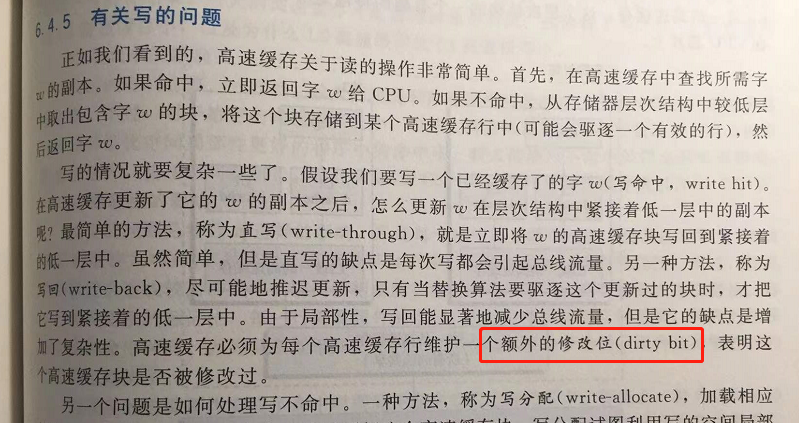 6.4.5 有关写的问题
正如我们看到的，高速缓存关于读的操作非常简单。首先，在高速缓存中查找所需字
w 的副本。如果命中，立即返回字 w 给 CPU。如果不命中，从存储器层次结构中较低层
中取出包含字 w 的块，将这个块存储到某个高速缓存行中(可能会驱逐一个有效的行)，然
后返回字 w。
写的情况就要复杂一些了。假设我们要写一个已经缓存了的字 w(写命中，write hit)。
在高速缓存更新了它的 w 的副本之后，怎么更新 w 在层次结构中紧接着低一层中的副本
呢？最简单的方法，称为直写(write-through)，就是立即将 w 的高速缓存块写回到紧接着
的低一层中。虽然简单，但是直写的缺点是每次写都会引起总线流量。另一种方法，称为
写回(write-back)，尽可能地推迟更新，只有当替换算法要驱逐这个更新过的块时，才把
它写到紧接着的低一层中。由于局部性，写回能显著地减少总线流量，但是它的缺点是增
加了复杂性。高速缓存必须为每个高速缓存行维护一个额外的修改位(dirty bit)，表明这
个高速缓存块是否被修改过。
另一个问题是如何处理写不命中。一种方法，称为写分配(write-allocate)，加载相应